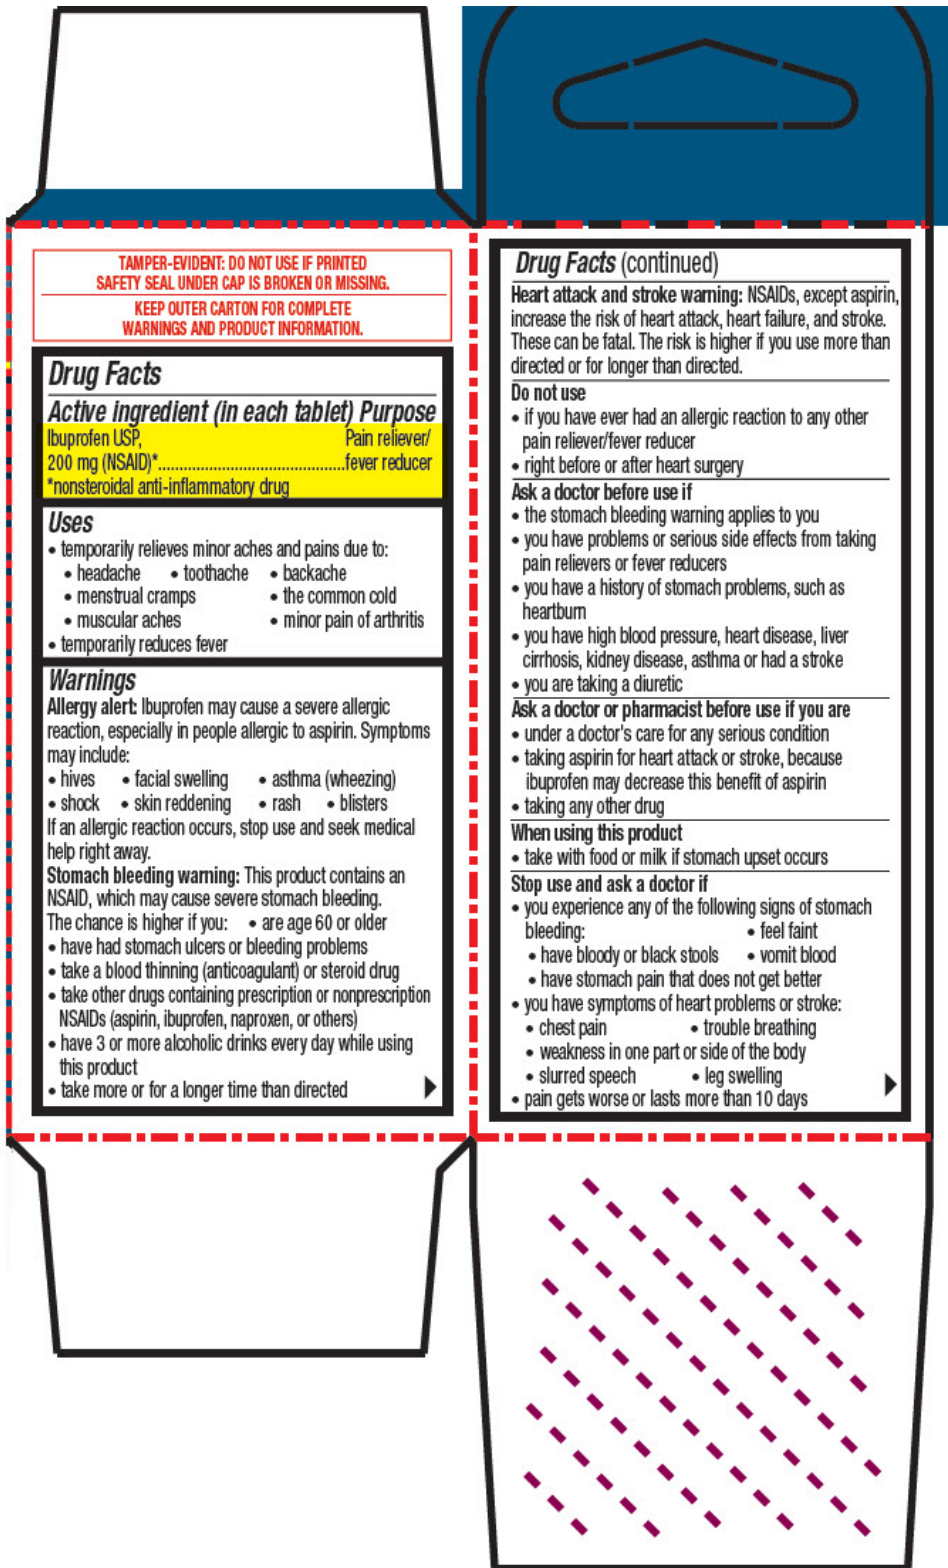 TAMPER-EVIDENT: DO NOT USE IF PRINTED
SAFETY SEAL UNDER CAP IS BROKEN OR MISSING.
KEEP OUTER CARTON FOR COMPLETE
WARNINGS AND PRODUCT INFORMATION.
Drug Facts
Active ingredient (in each tablet) Purpose
Ibuprofen USP, Pain reliever/
200 mg (NSAID)*............................................fever reducer
*nonsteroidal anti-inflammatory drug
Uses
• temporarily relieves minor aches and pains due to:
• headache • toothache • backache
• menstrual cramps • the common cold
• muscular aches • minor pain of arthritis
• temporarily reduces fever
Warnings
Allergy alert: Ibuprofen may cause a severe allergic
reaction, especially in people allergic to aspirin. Symptoms
may include:
• hives • facial swelling • asthma (wheezing)
• shock • skin reddening • rash • blisters
If an allergic reaction occurs, stop use and seek medical
help right away.
Stomach bleeding warning: This product contains an
NSAID, which may cause severe stomach bleeding.
The chance is higher if you: • are age 60 or older
• have had stomach ulcers or bleeding problems
• take a blood thinning (anticoagulant) or steroid drug
• take other drugs containing prescription or nonprescription
NSAIDs (aspirin, ibuprofen, naproxen, or others)
• have 3 or more alcoholic drinks every day while using
this product
• take more or for a longer time than directed
Drug Facts (continued)
Heart attack and stroke warning: NSAIDs, except aspirin,
increase the risk of heart attack, heart failure, and stroke.
These can be fatal. The risk is higher if you use more than
directed or for longer than directed.
Do not use
• if you have ever had an allergic reaction to any other
pain reliever/fever reducer
• right before or after heart surgery
Ask a doctor before use if
• the stomach bleeding warning applies to you
• you have problems or serious side effects from taking
pain relievers or fever reducers
• you have a history of stomach problems, such as
heartburn
• you have high blood pressure, heart disease, liver
cirrhosis, kidney disease, asthma or had a stroke
• you are taking a diuretic
Ask a doctor or pharmacist before use if you are
• under a doctor's care for any serious condition
• taking aspirin for heart attack or stroke, because
ibuprofen may decrease this benefit of aspirin
• taking any other drug
When using this product
• take with food or milk if stomach upset occurs
Stop use and ask a doctor if
• you experience any of the following signs of stomach
bleeding: • feel faint
• have bloody or black stools • vomit blood
• have stomach pain that does not get better
• you have symptoms of heart problems or stroke:
• chest pain • trouble breathing
• weakness in one part or side of the body
• slurred speech • leg swelling
• pain gets worse or lasts more than 10 days